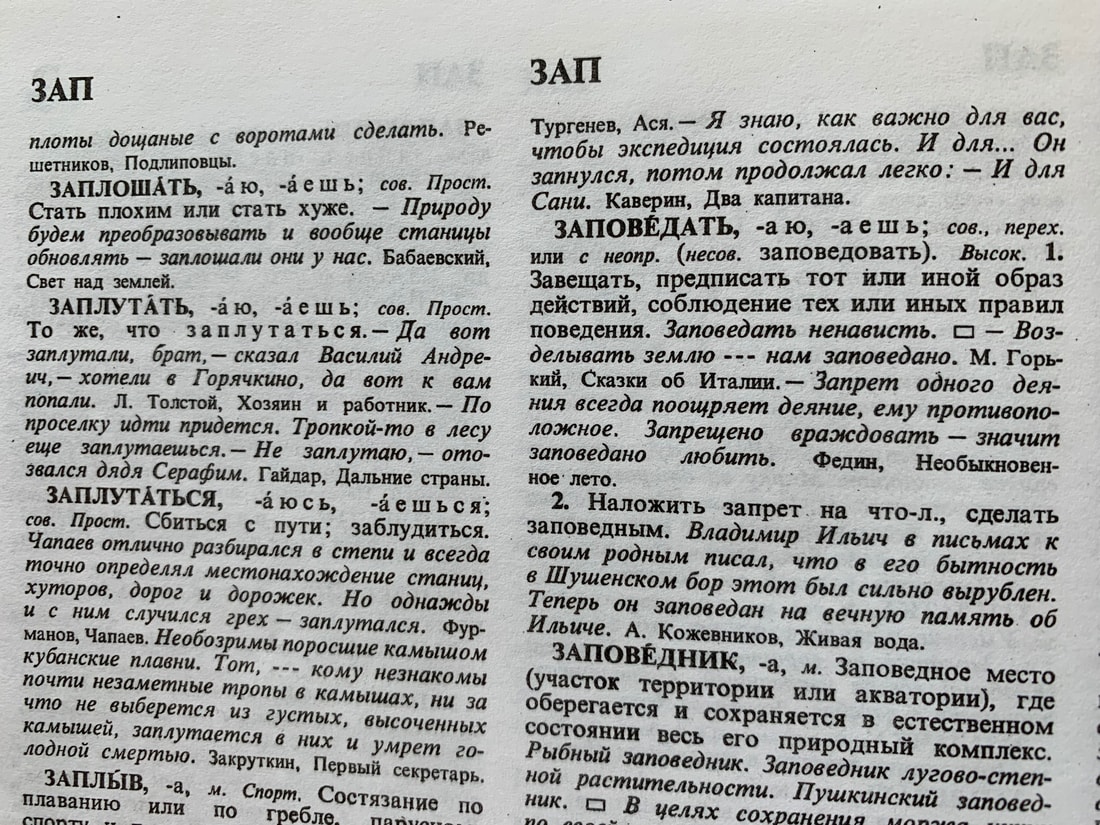 ЗАП
плоты дощаные с воротами сделать. Ре-
шетников, Подлиповцы.
ЗАПЛОША́ТЬ, -а́ю, -а́ешь; сов. Прост.
Стать плохим или стать хуже. — Природу
будем преобразовывать и вообще станицы
обновлять — заплошали они у нас. Бабаевский,
Свет над землей.
ЗАПЛУТА́ТЬ, -а́ю, -а́ешь; сов. Прост.
То же, что заплутаться. — Да вот
заплутали, брат, — сказал Василий Андре-
ич, — хотели в Горячкино, да вот к вам
попали. Л. Толстой, Хозяин и работник. — По
проселку идти придется. Тропкой-то в лесу
еще заплутаешься. — Не заплутаю, — ото-
звался дядя Серафим. Гайдар, Дальние страны.
ЗАПЛУТА́ТЬСЯ, -а́юсь, -а́ешься;
сов. Прост. Сбиться с пути; заблудиться.
Чапаев отлично разбирался в степи и всегда
точно определял местонахождение станиц,
хуторов, дорог и дорожек. Но однажды
и с ним случился грех — заплутался. Фур-
манов, Чапаев. Необозримы поросшие камышом
кубанские плавни. Тот, --- кому незнакомы
почти незаметные тропы в камышах, ни за
что не выберется из густых, высоченных
камышей, заплутается в них и умрет го-
лодной смертью. Закруткин, Первый секретарь.
ЗАПЛЫ́В, -а, м. Спорт. Состязание по
плаванию или по гребле, парусному
ЗАП
Тургенев, Ася. — Я знаю, как важно для вас,
чтобы экспедиция состоялась. И для... Он
запнулся, потом продолжал легко: — И для
Сани. Каверин, Два капитана.
ЗАПОВЕ́ДАТЬ, -аю, -аешь; сов., перех.
или с неопр. (несов. заповедовать). Высок. 1.
Завещать, предписать тот или иной образ
действий, соблюдение тех или иных правил
поведения. Заповедать ненависть. ▭ — Воз-
делывать землю --- нам заповедано. М. Горь-
кий, Сказки об Италии. — Запрет одного дея-
ния всегда поощряет деяние, ему противопо-
ложное. Запрещено враждовать — значит
заповедано любить. Федин, Необыкновен-
ное лето.
2. Наложить запрет на что-л., сделать
заповедным. Владимир Ильич в письмах к
своим родным писал, что в его бытность
в Шушенском бор этот был сильно вырублен.
Теперь он заповедан на вечную память об
Ильиче. А. Кожевников, Живая вода.
ЗАПОВЕ́ДНИК, -а, м. Заповедное место
(участок территории или акватории), где
оберегается и сохраняется в естественном
состоянии весь его природный комплекс.
Рыбный заповедник. Заповедник лугово-степ-
ной растительности. Пушкинский заповед-
ник. ▭ В целях сохранения моржа